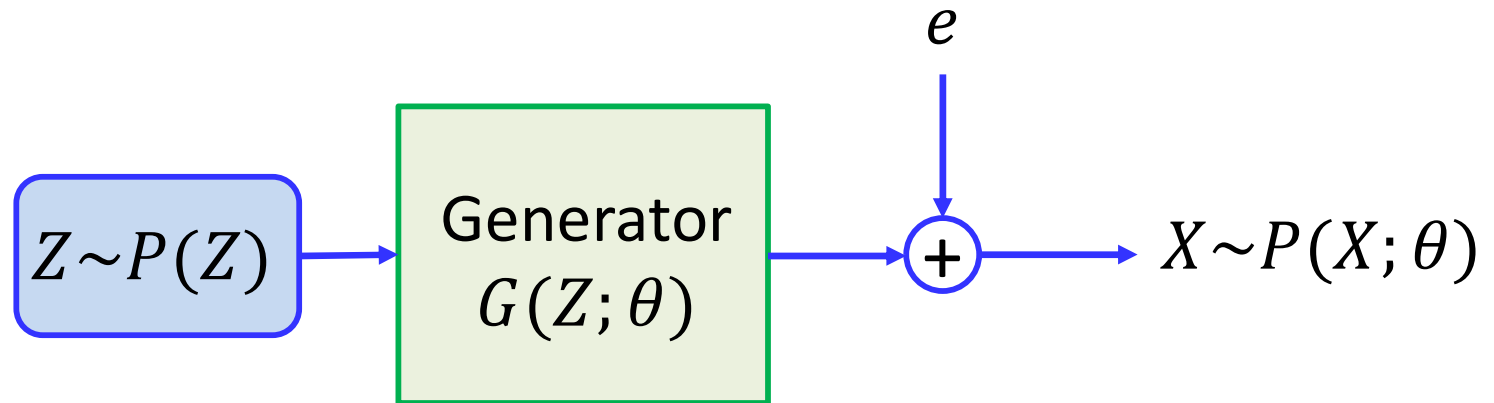 e
Z~P(Z)
Generator
G(Z; θ)
+
X~P(X; θ)